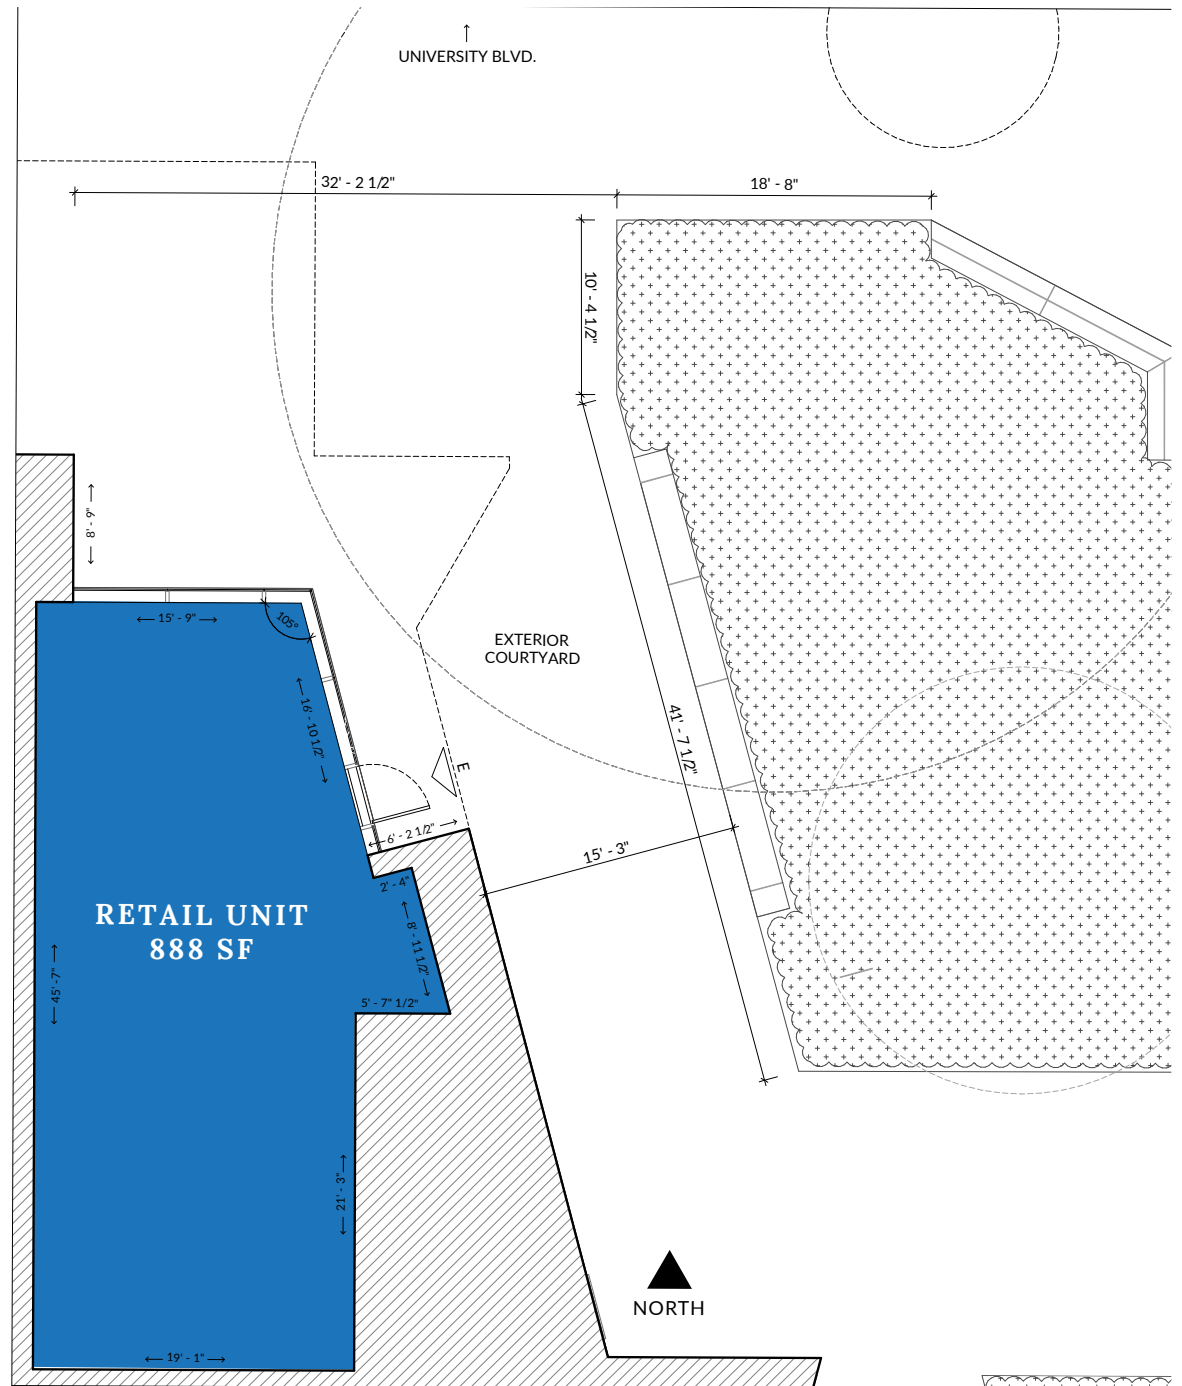 UNIVERSITY BLVD.
32' - 2 1/2"
18' - 8"
10' - 4 1/2"
8' - 9"
15' - 9"
105°
EXTERIOR
COURTYARD
16' - 10 1/2"
41' - 7 1/2"
E
6' - 2 1/2"
15' - 3"
2' - 4"
RETAIL UNIT
888 SF
8' - 11 1/2"
45' -7"
5' - 7" 1/2"
21' - 3"
NORTH
19' - 1"